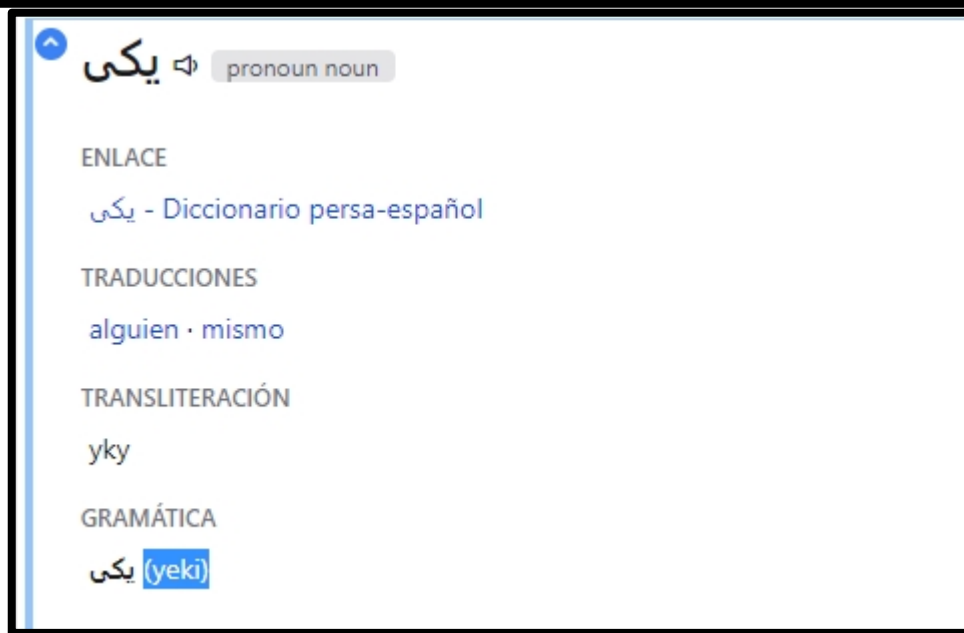 یکی pronoun noun
ENLACE
یکی - Diccionario persa-español
TRADUCCIONES
alguien · mismo
TRANSLITERACIÓN
yky
GRAMÁTICA
یکی (yeki)